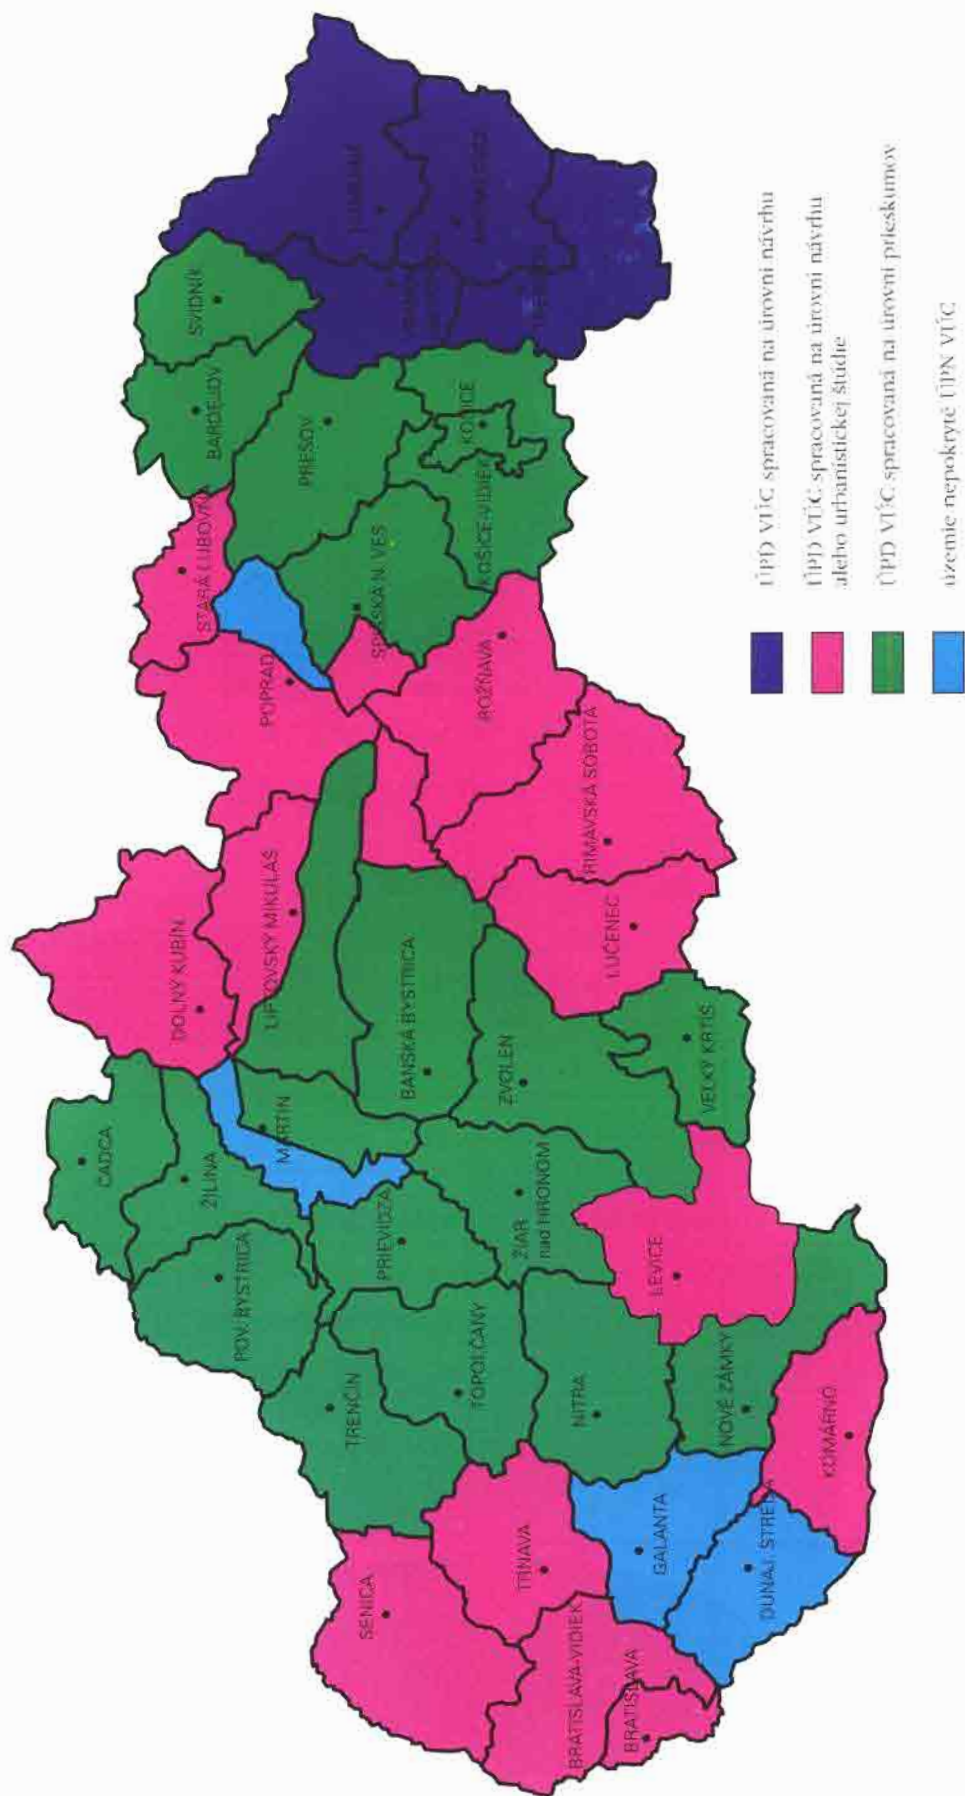 SVIDNÍK
BARDEJOV
STARÁ ĽUBOVŇA
PREŠOV
KOŠICE
KOŠICE-VIDIEK
SPIŠSKÁ N. VES
POPRAD
ROŽŇAVA
RIMAVSKÁ SOBOTA
LUČENEC
LIPTOVSKÝ MIKULÁŠ
DOLNÝ KUBÍN
BANSKÁ BYSTRICA
ZVOLEN
VEĽKÝ KRTÍŠ
ČADCA
ŽILINA
MARTIN
POV. BYSTRICA
PRIEVIDZA
ŽIAR
nad HRONOM
LEVICE
TRENČÍN
TOPOĽČANY
NITRA
NOVÉ ZÁMKY
KOMÁRNO
SENICA
TRNAVA
GALANTA
DUNAJ. STREDA
BRATISLAVA-VIDIEK
BRATISLAVA
ÚPD VÚC spracovaná na úrovni návrhu
ÚPD VÚC spracovaná na úrovni návrhu
alebo urbanistickej štúdie
ÚPD VÚC spracovaná na úrovni prieskumov
územie nepokryté ÚPN VÚC